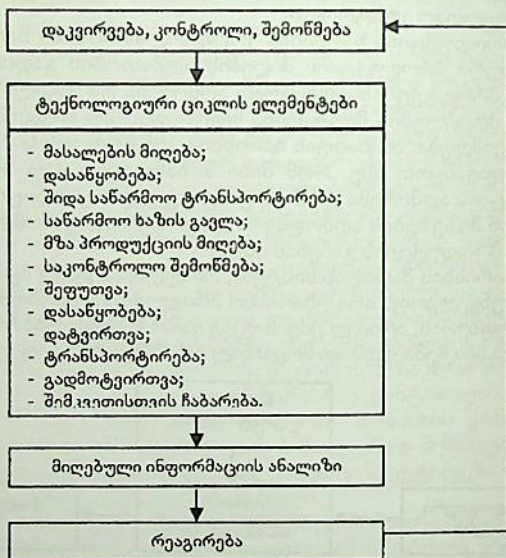 დაკვირვება, კონტროლი, შემოწმება
ტექნოლოგიური ციკლის ელემენტები
- მასალების მიღება;
- დასაწყობება;
- შიდა საწარმოო ტრანსპორტირება;
- საწარმოო ხაზის გავლა;
- მზა პროდუქციის მიღება;
- საკონტროლო შემოწმება;
- შეფუთვა;
- დასაწყობება;
- დატვირთვა;
- ტრანსპორტირება;
- გადმოტვირთვა;
- შემკვეთისთვის ჩაბარება.
მიღებული ინფორმაციის ანალიზი
რეაგირება